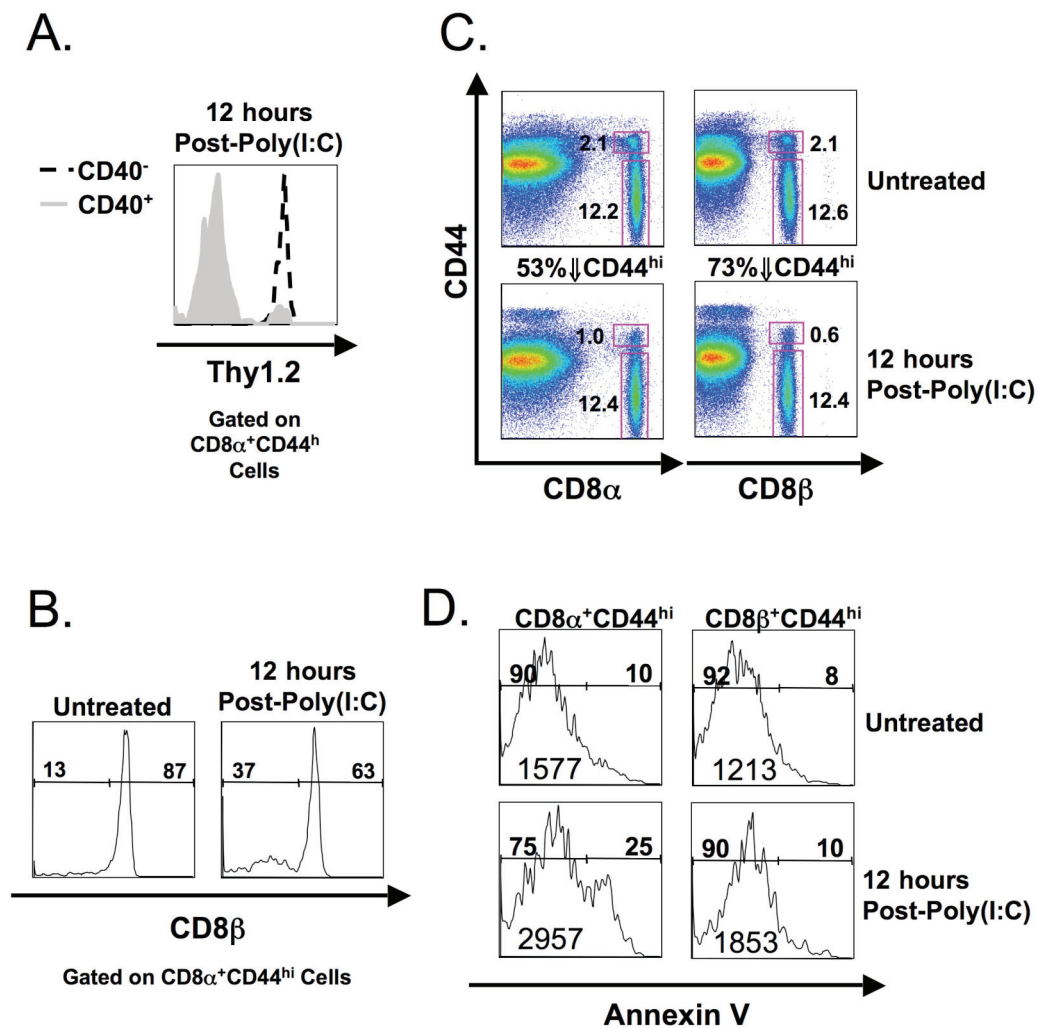 A.
12 hours
Post-Poly(I:C)
CD40-
CD40+
Thy1.2
Gated on
CD8α+CD44h
Cells
B.
Untreated
12 hours
Post-Poly(I:C)
13 87
37 63
CD8β
Gated on CD8α+CD44hi Cells
C.
CD44
2.1
12.2
2.1
12.6
Untreated
53%⇓CD44hi
73%⇓CD44hi
1.0
12.4
0.6
12.4
12 hours
Post-Poly(I:C)
CD8α
CD8β
D.
CD8α+CD44hi
CD8β+CD44hi
90 10
1577
92 8
1213
Untreated
75 25
2957
90 10
1853
12 hours
Post-Poly(I:C)
Annexin V